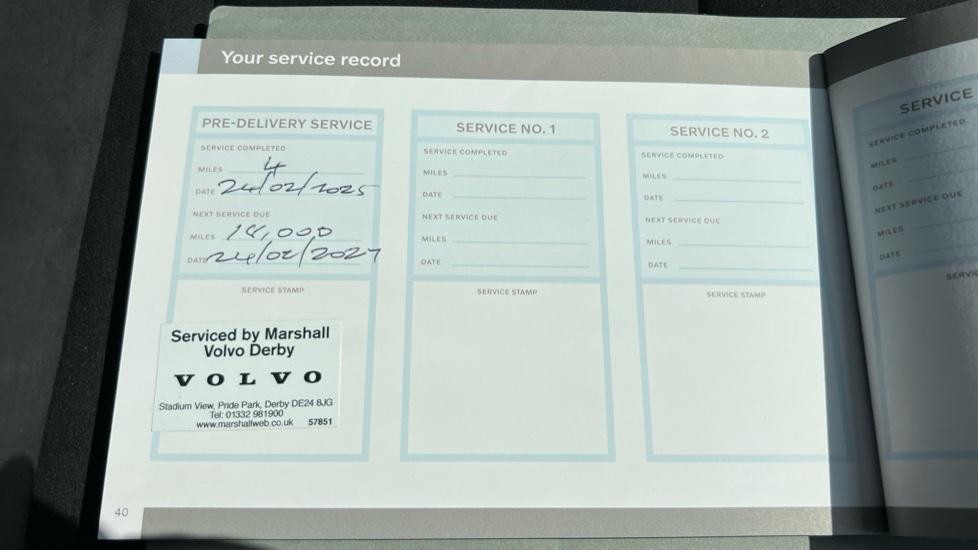 Your service record
PRE-DELIVERY SERVICE
SERVICE COMPLETED
MILES 4
DATE 24/02/2025
NEXT SERVICE DUE
MILES 18,000
DATE 24/02/2027
SERVICE STAMP
Serviced by Marshall
Volvo Derby
VOLVO
Stadium View, Pride Park, Derby DE24 8JG
Tel: 01332 981900
www.marshallweb.co.uk 57851
SERVICE NO. 1
SERVICE COMPLETED
MILES
DATE
NEXT SERVICE DUE
MILES
DATE
SERVICE STAMP
SERVICE NO. 2
SERVICE COMPLETED
MILES
DATE
NEXT SERVICE DUE
MILES
DATE
SERVICE STAMP
SERVICE
SERVICE COMPLETED
MILES
DATE
NEXT SERVICE DUE
MILES
DATE
40